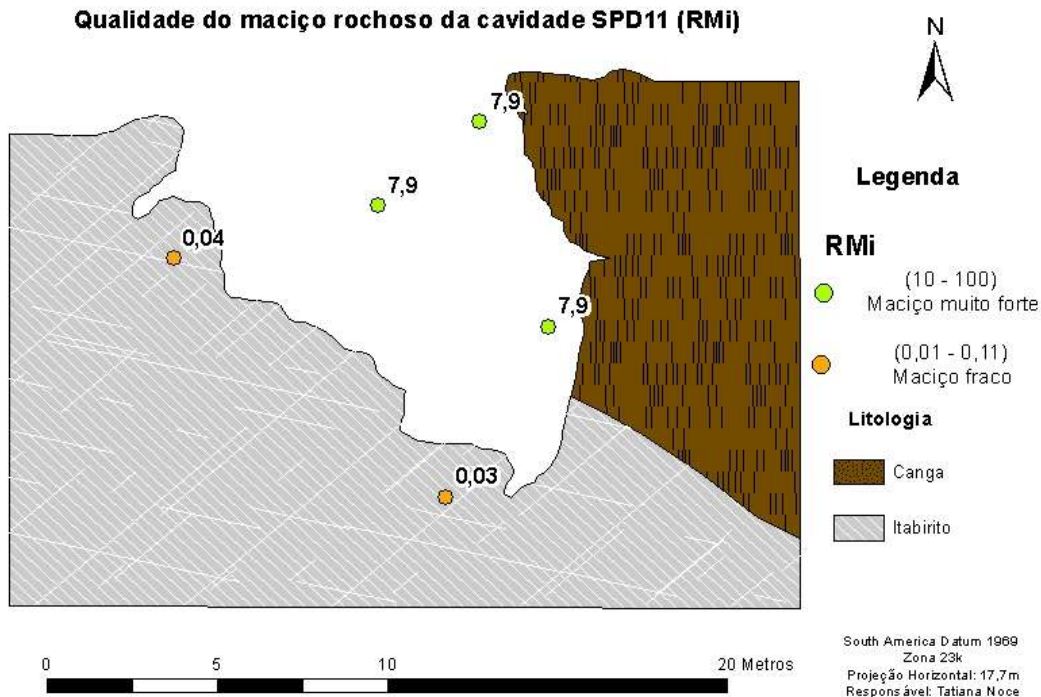 Qualidade do maciço rochoso da cavidade SPD11 (RMi)
N
7,9
7,9
0,04
7,9
0,03
Legenda
RMi
(10 - 100)
Maciço muito forte
(0,01 - 0,11)
Maciço fraco
Litologia
Canga
Itabirito
0 5 10 20 Metros
South America Datum 1969
Zona 23k
Projeção Horizontal: 17,7m
Responsável: Tatiana Noce